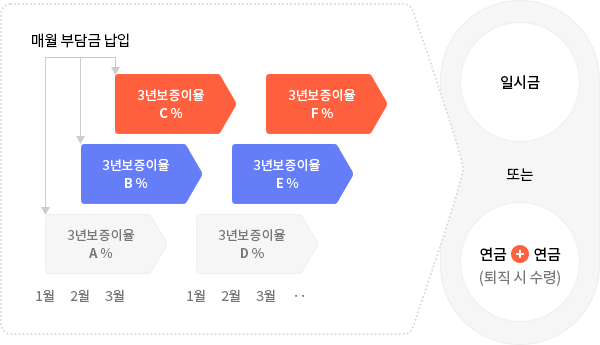 매월 부담금 납입
3년보증이율
C %
3년보증이율
F %
3년보증이율
B %
3년보증이율
E %
3년보증이율
A %
3년보증이율
D %
1월 2월 3월 1월 2월 3월 ··
일시금
또는
연금 + 연금
(퇴직 시 수령)